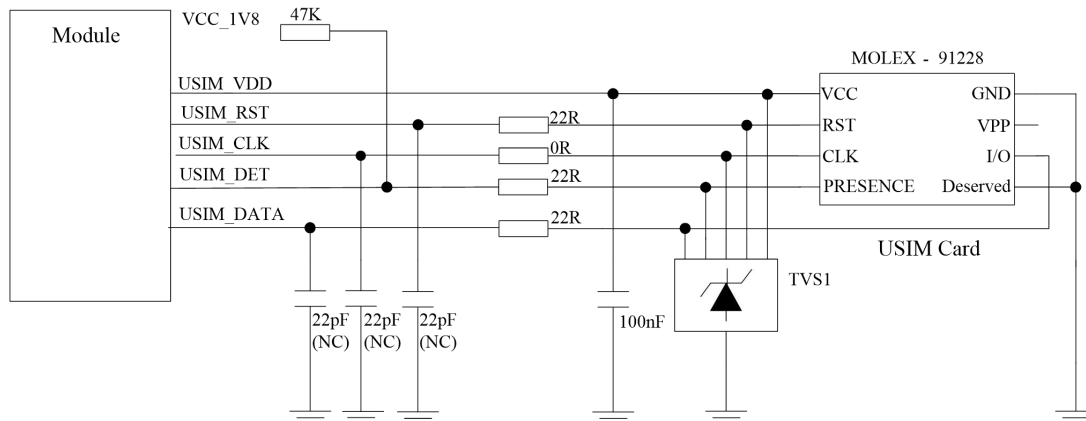 VCC_1V8
47K
Module
MOLEX - 91228
USIM_VDD
VCC
GND
USIM_RST
22R
RST
VPP
USIM_CLK
0R
CLK
I/O
USIM_DET
22R
PRESENCE
Deserved
USIM_DATA
22R
USIM Card
TVS1
22pF
(NC)
22pF
(NC)
22pF
(NC)
100nF